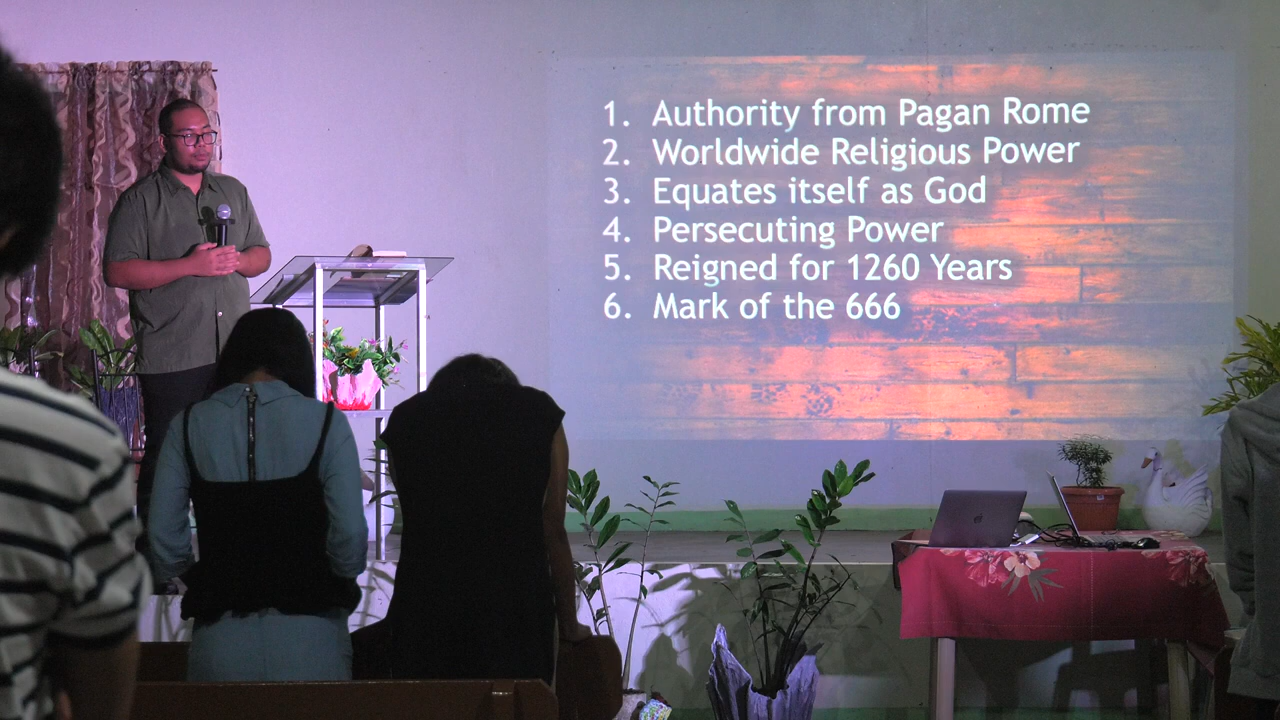 1. Authority from Pagan Rome
2. Worldwide Religious Power
3. Equates itself as God
4. Persecuting Power
5. Reigned for 1260 Years
6. Mark of the 666